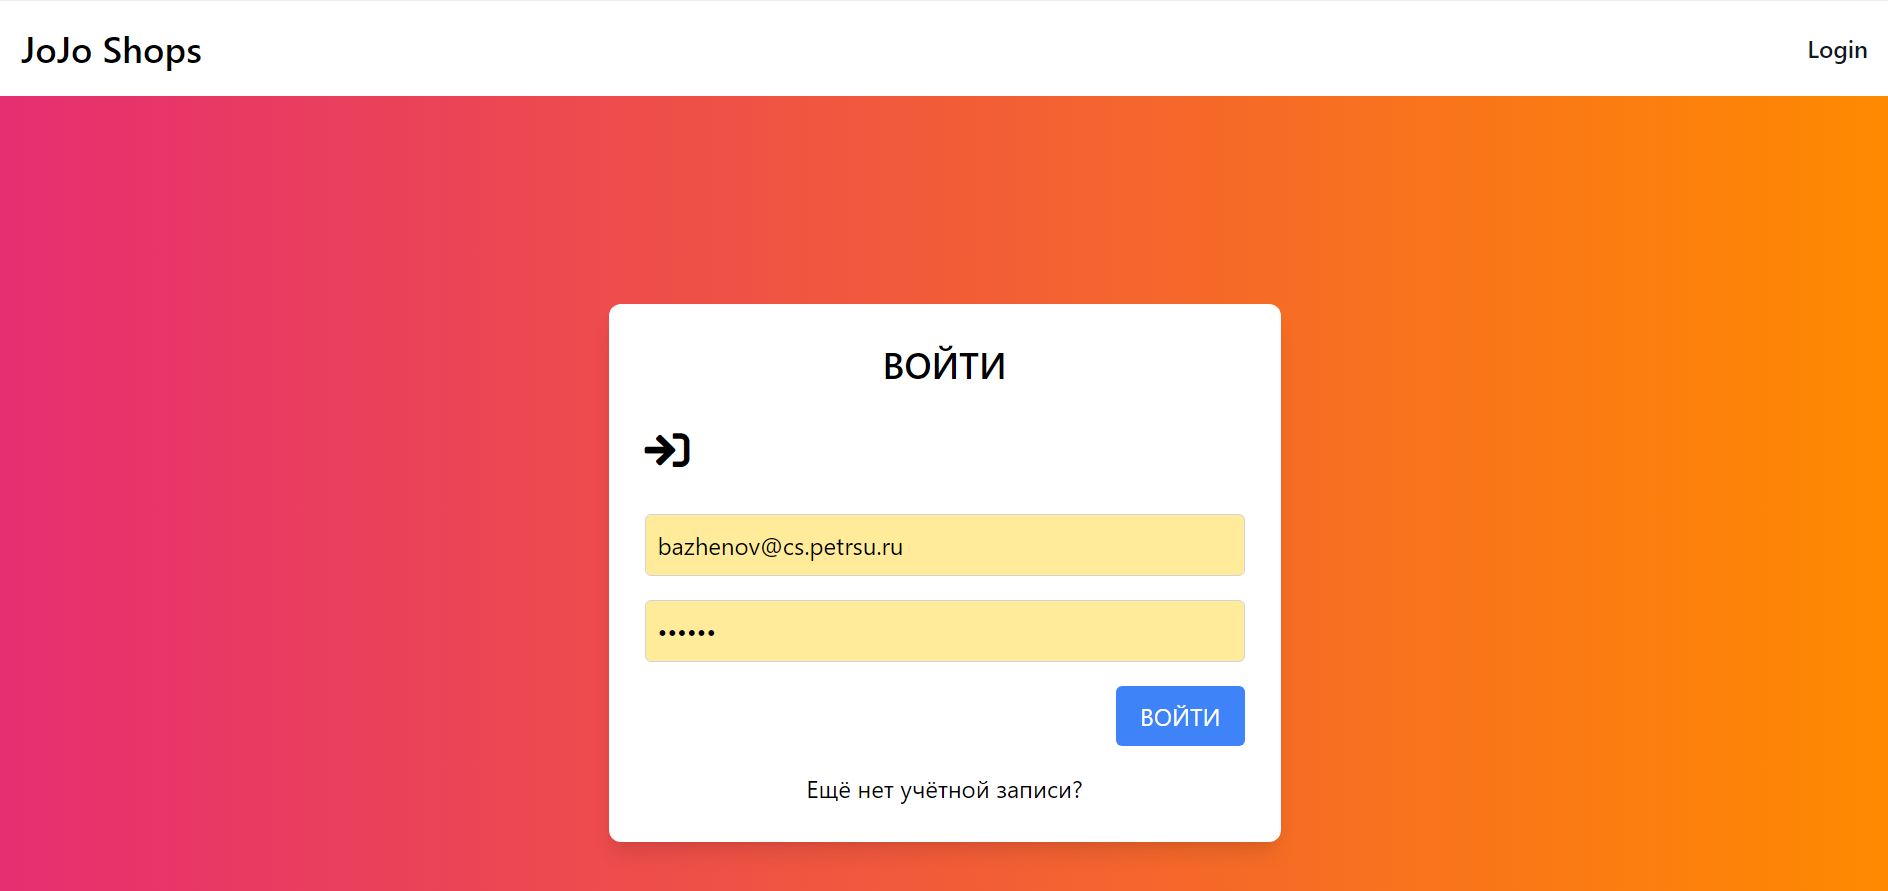 JoJo Shops
Login
ВОЙТИ
bazhenov@cs.petrsu.ru
••••••
ВОЙТИ
Ещё нет учётной записи?